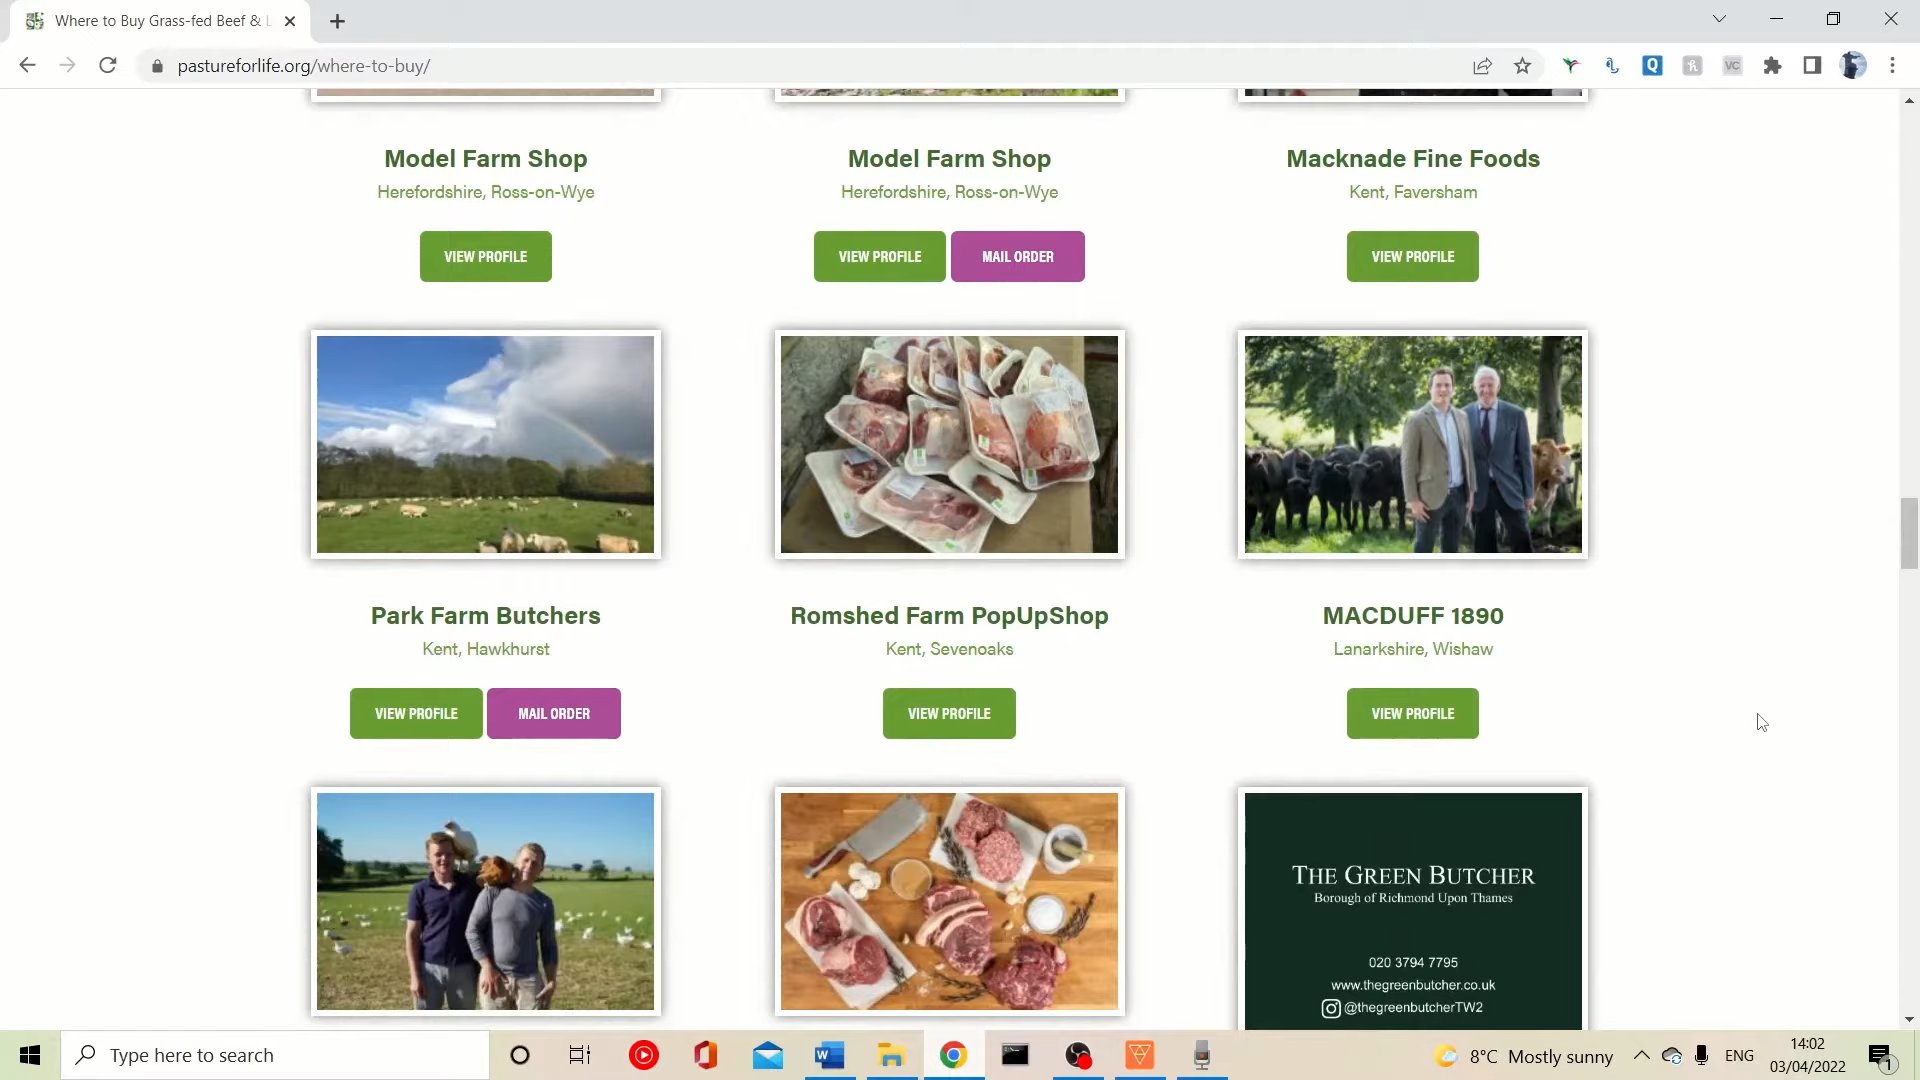 Where to Buy Grass-fed Beef & L
pastureforlife.org/where-to-buy/
Model Farm Shop
Herefordshire, Ross-on-Wye
VIEW PROFILE
Model Farm Shop
Herefordshire, Ross-on-Wye
VIEW PROFILE
MAIL ORDER
Macknade Fine Foods
Kent, Faversham
VIEW PROFILE
Park Farm Butchers
Kent, Hawkhurst
VIEW PROFILE
MAIL ORDER
Romshed Farm PopUpShop
Kent, Sevenoaks
VIEW PROFILE
MACDUFF 1890
Lanarkshire, Wishaw
VIEW PROFILE
THE GREEN BUTCHER
Borough of Richmond Upon Thames
020 3794 7795
www.thegreenbutcher.co.uk
@thegreenbutcherTW2
Type here to search
8°C Mostly sunny
ENG
14:02
03/04/2022
1